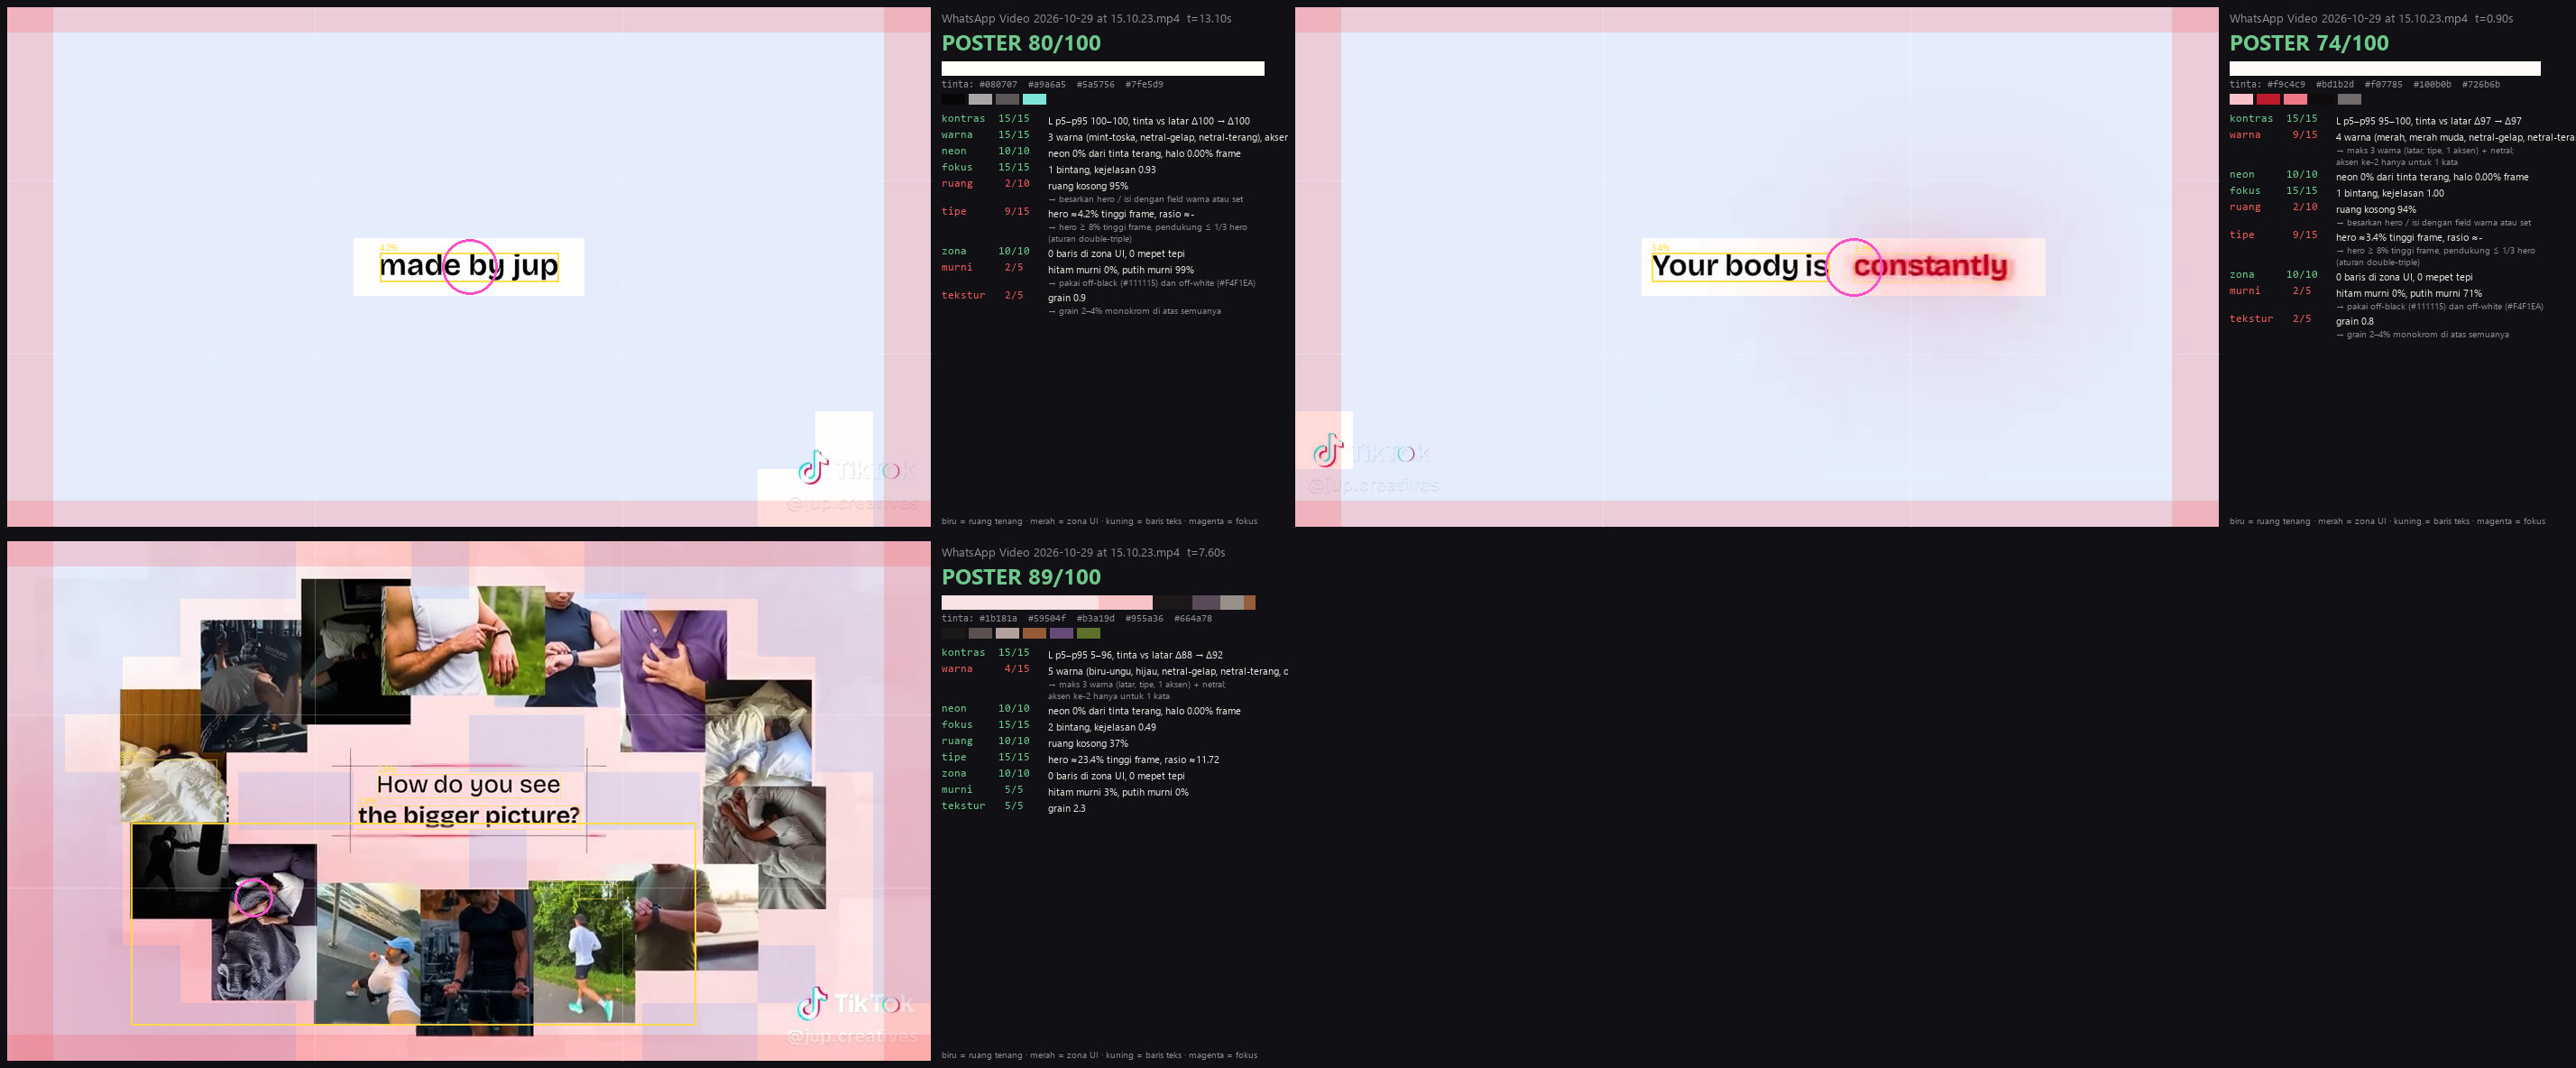 made by jup
4.2%
TikTok
@jup.creatives
WhatsApp Video 2026-10-29 at 15.10.23.mp4 t=13.10s
POSTER 80/100
tinta: #080707 #a9a6a5 #5a5756 #7fe5d9
kontras 15/15 L p5–p95 100–100, tinta vs latar Δ100 → Δ100
warna 15/15 3 warna (mint-toska, netral-gelap, netral-terang), akser
neon 10/10 neon 0% dari tinta terang, halo 0.00% frame
fokus 15/15 1 bintang, kejelasan 0.93
ruang 2/10 ruang kosong 95%
→ besarkan hero / isi dengan field warna atau set
tipe 9/15 hero ≈4.2% tinggi frame, rasio ≈-
→ hero ≥ 8% tinggi frame, pendukung ≤ 1/3 hero
(aturan double-triple)
zona 10/10 0 baris di zona UI, 0 mepet tepi
murni 2/5 hitam murni 0%, putih murni 99%
→ pakai off-black (#111115) dan off-white (#F4F1EA)
tekstur 2/5 grain 0.9
→ grain 2–4% monokrom di atas semuanya
biru = ruang tenang · merah = zona UI · kuning = baris teks · magenta = fokus
3.4%
Your body is constantly
TikTok
@jup.creatives
WhatsApp Video 2026-10-29 at 15.10.23.mp4 t=0.90s
POSTER 74/100
tinta: #f9c4c9 #bd1b2d #f07785 #100b0b #726b6b
kontras 15/15 L p5–p95 95–100, tinta vs latar Δ97 → Δ97
warna 9/15 4 warna (merah, merah muda, netral-gelap, netral-tera
→ maks 3 warna (latar, tipe, 1 aksen) + netral;
aksen ke-2 hanya untuk 1 kata
neon 10/10 neon 0% dari tinta terang, halo 0.00% frame
fokus 15/15 1 bintang, kejelasan 1.00
ruang 2/10 ruang kosong 94%
→ besarkan hero / isi dengan field warna atau set
tipe 9/15 hero ≈3.4% tinggi frame, rasio ≈-
→ hero ≥ 8% tinggi frame, pendukung ≤ 1/3 hero
(aturan double-triple)
zona 10/10 0 baris di zona UI, 0 mepet tepi
murni 2/5 hitam murni 0%, putih murni 71%
→ pakai off-black (#111115) dan off-white (#F4F1EA)
tekstur 2/5 grain 0.8
→ grain 2–4% monokrom di atas semuanya
biru = ruang tenang · merah = zona UI · kuning = baris teks · magenta = fokus
How do you see
the bigger picture?
TikTok
@jup.creatives
WhatsApp Video 2026-10-29 at 15.10.23.mp4 t=7.60s
POSTER 89/100
tinta: #1b181a #59504f #b3a19d #955a36 #664a78
kontras 15/15 L p5–p95 5–96, tinta vs latar Δ88 → Δ92
warna 4/15 5 warna (biru-ungu, hijau, netral-gelap, netral-terang, c
→ maks 3 warna (latar, tipe, 1 aksen) + netral;
aksen ke-2 hanya untuk 1 kata
neon 10/10 neon 0% dari tinta terang, halo 0.00% frame
fokus 15/15 2 bintang, kejelasan 0.49
ruang 10/10 ruang kosong 37%
tipe 15/15 hero ≈23.4% tinggi frame, rasio ≈11.72
zona 10/10 0 baris di zona UI, 0 mepet tepi
murni 5/5 hitam murni 3%, putih murni 0%
tekstur 5/5 grain 2.3
biru = ruang tenang · merah = zona UI · kuning = baris teks · magenta = fokus